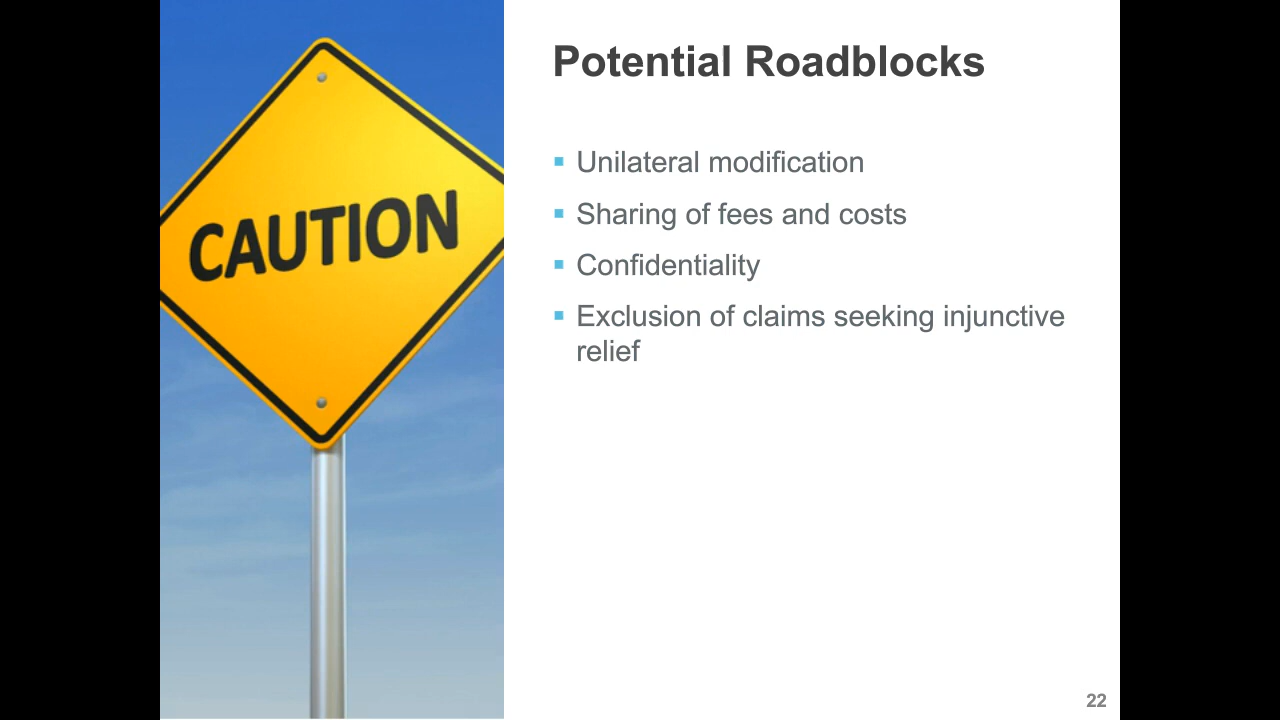 CAUTION
Potential Roadblocks
Unilateral modification
Sharing of fees and costs
Confidentiality
Exclusion of claims seeking injunctive
relief
22